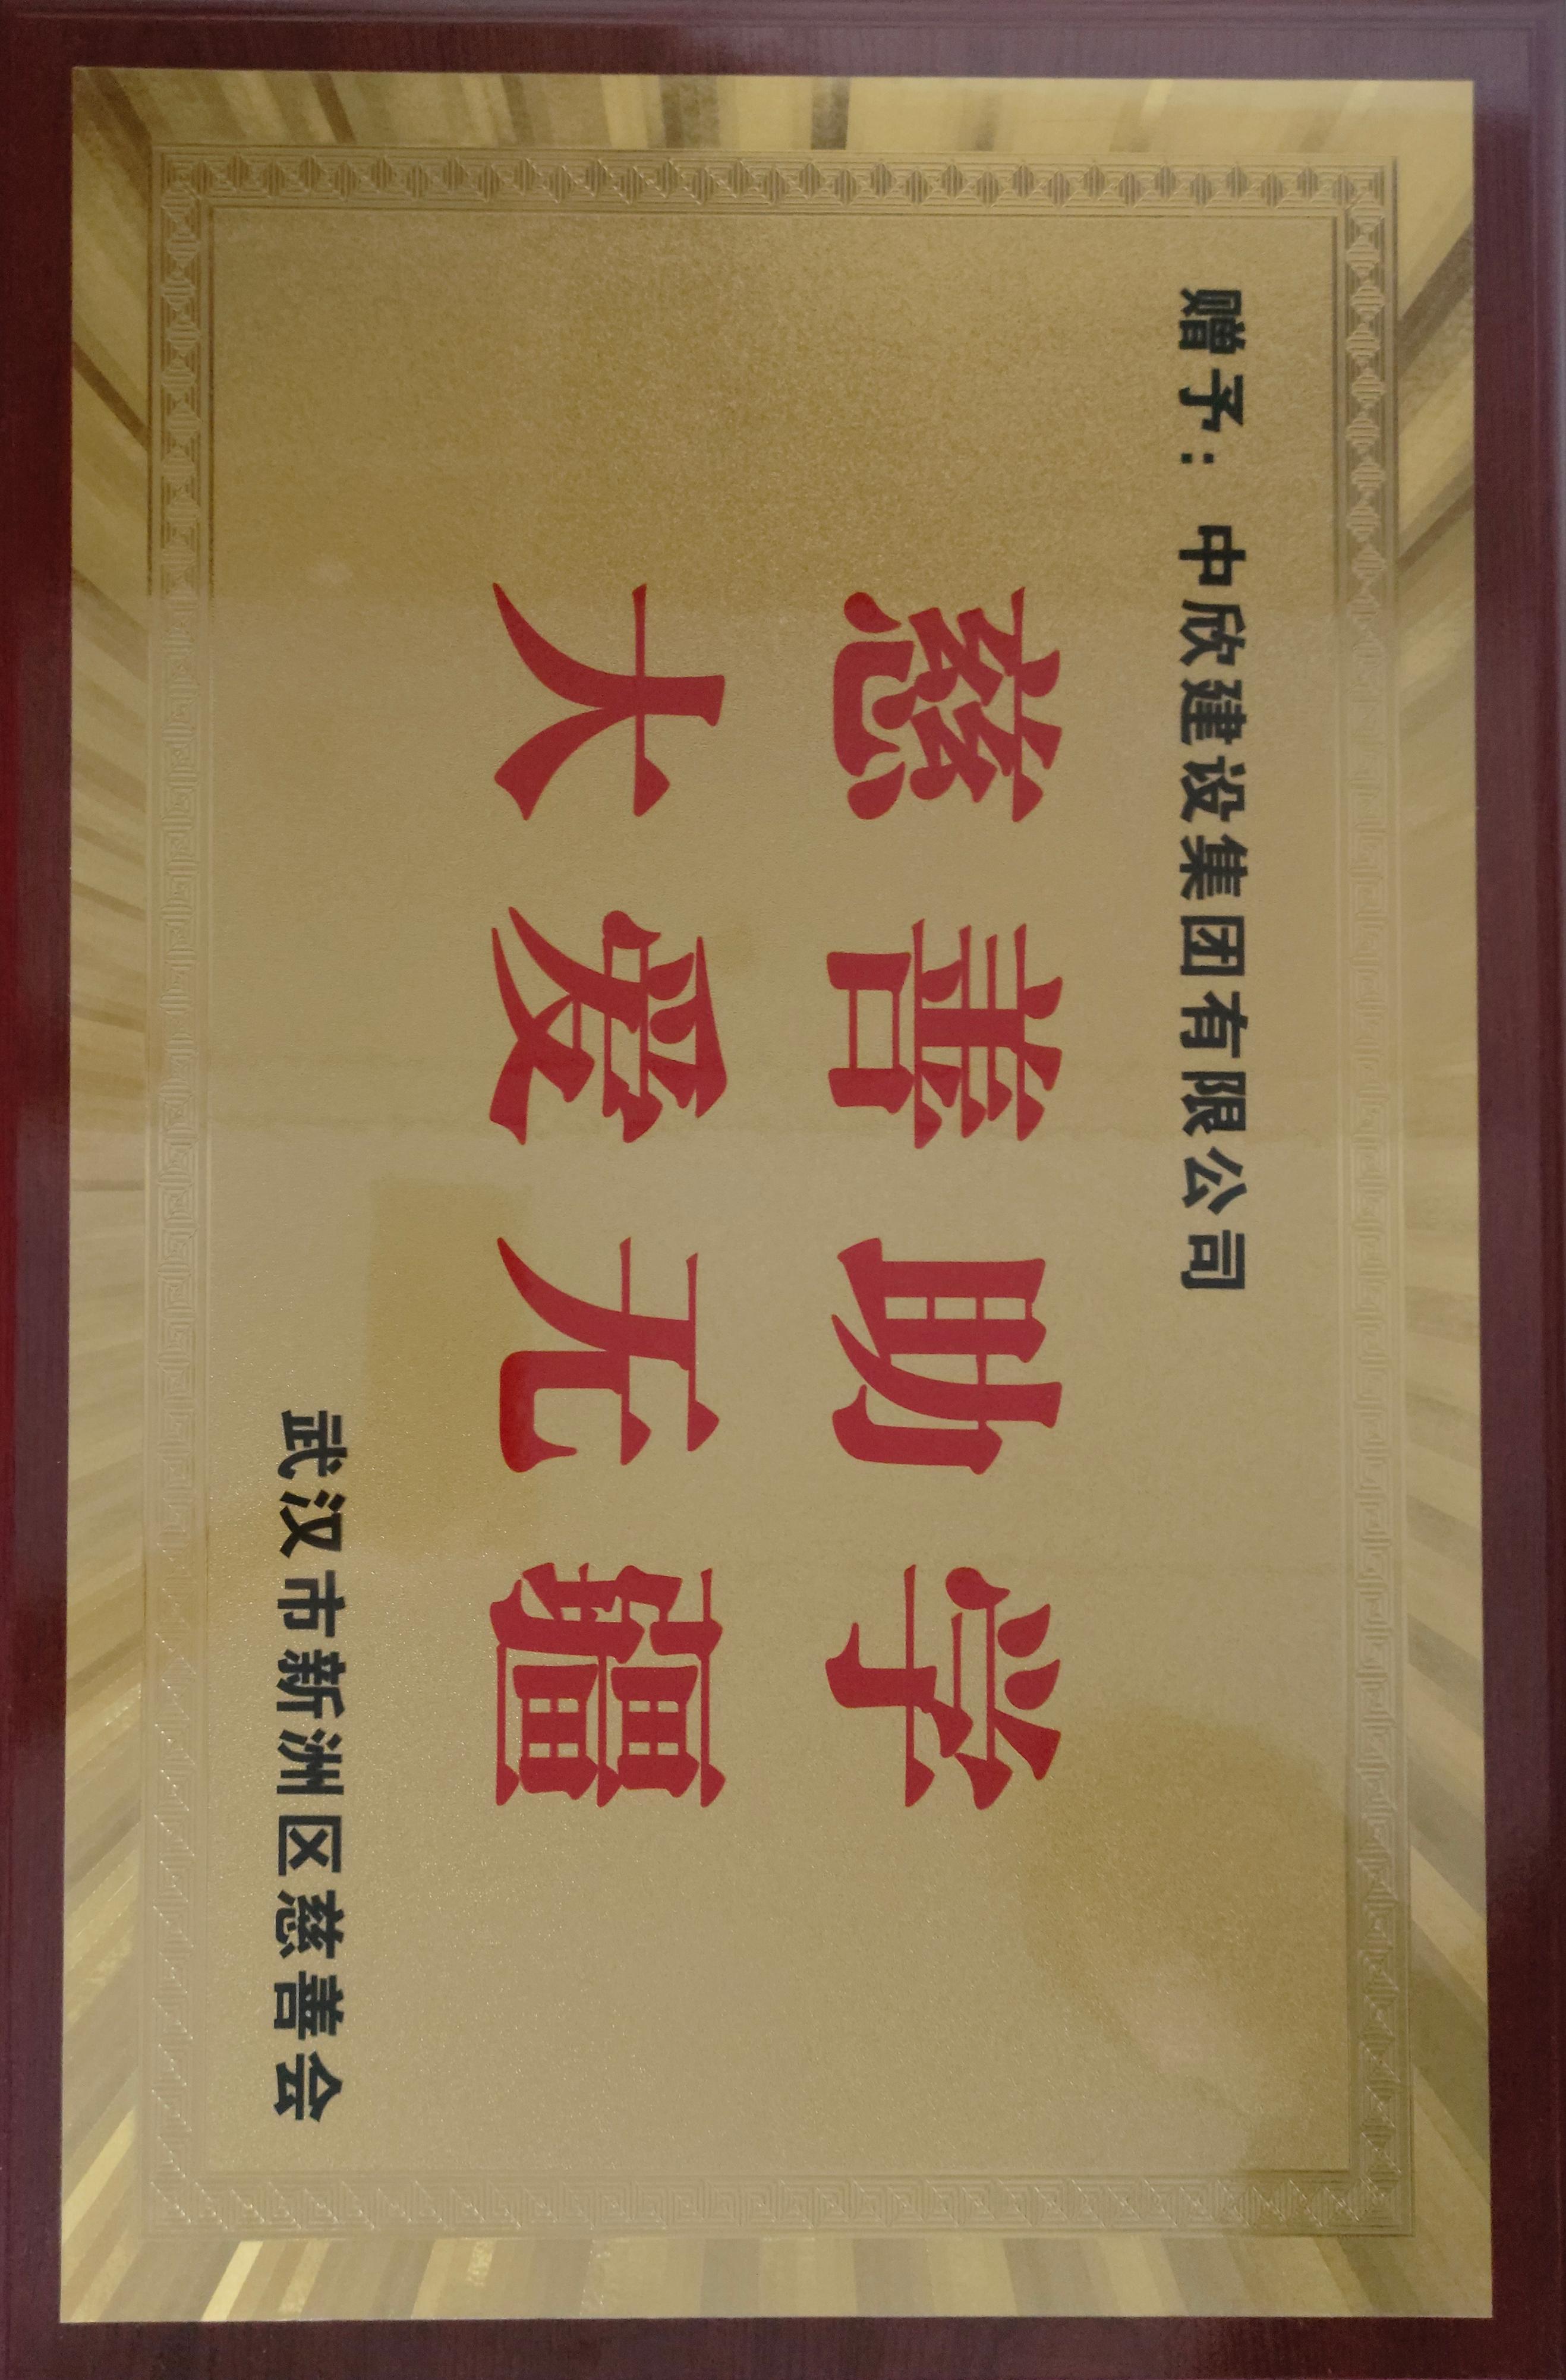 赠予：中欣建设集团有限公司
慈善助学
大爱无疆
武汉市新洲区慈善会